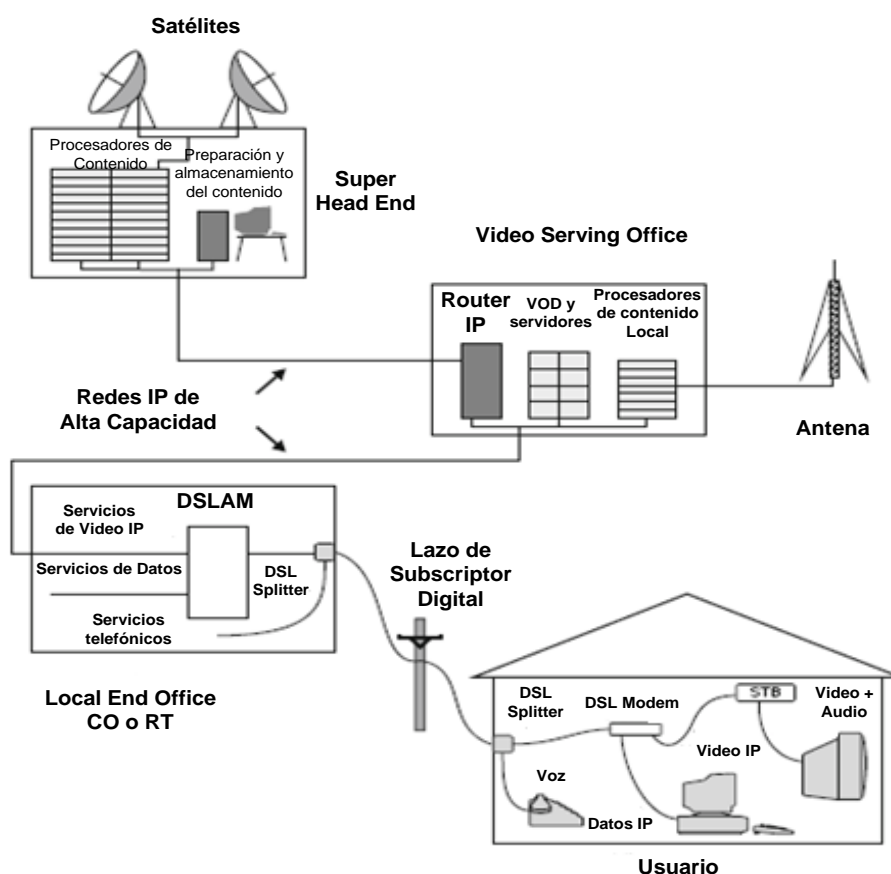 Satélites
Procesadores de
Contenido
Preparación y
almacenamiento
del contenido
Super
Head End
Video Serving Office
Router
IP
VOD y
servidores
Procesadores
de contenido
Local
Redes IP de
Alta Capacidad
Antena
DSLAM
Servicios
de Video IP
Servicios de Datos
DSL
Splitter
Servicios
telefónicos
Lazo de
Subscriptor
Digital
Local End Office
CO o RT
DSL
Splitter
DSL Modem
STB
Video +
Audio
Video IP
Voz
Datos IP
Usuario